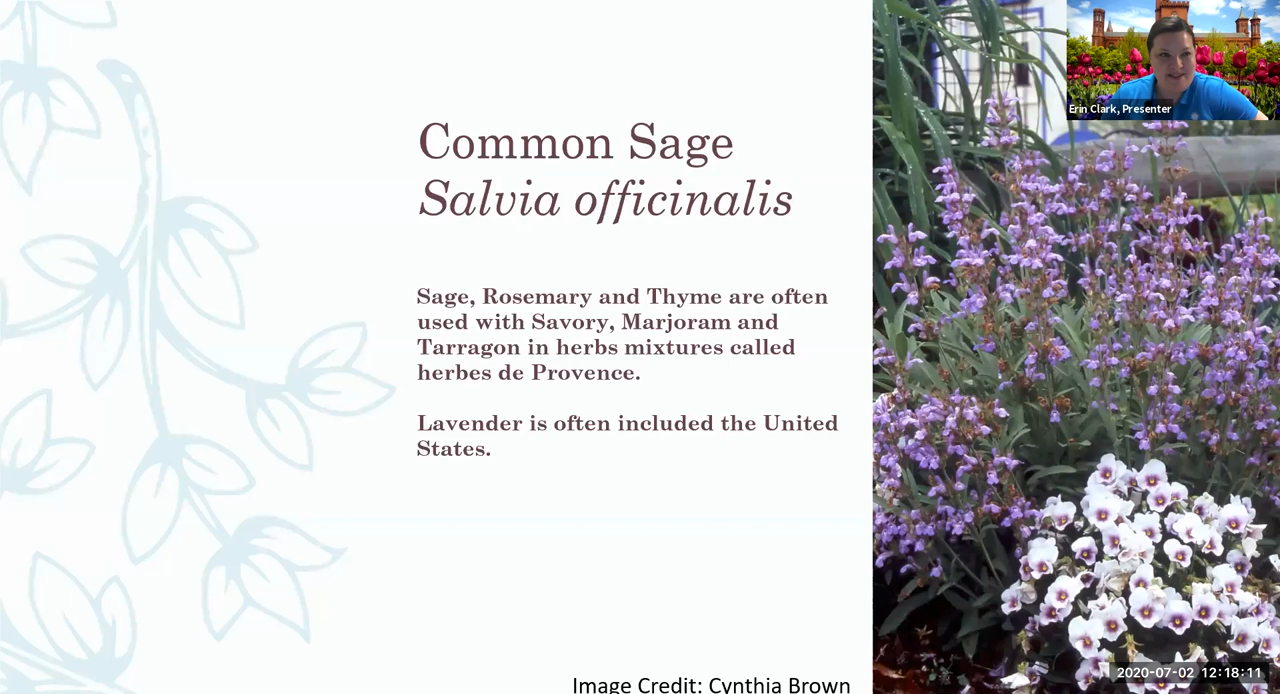 Common Sage
Salvia officinalis
Sage, Rosemary and Thyme are often
used with Savory, Marjoram and
Tarragon in herbs mixtures called
herbes de Provence.
Lavender is often included the United
States.
Image Credit: Cynthia Brown
Erin Clark, Presenter
2020-07-02 12:18:11